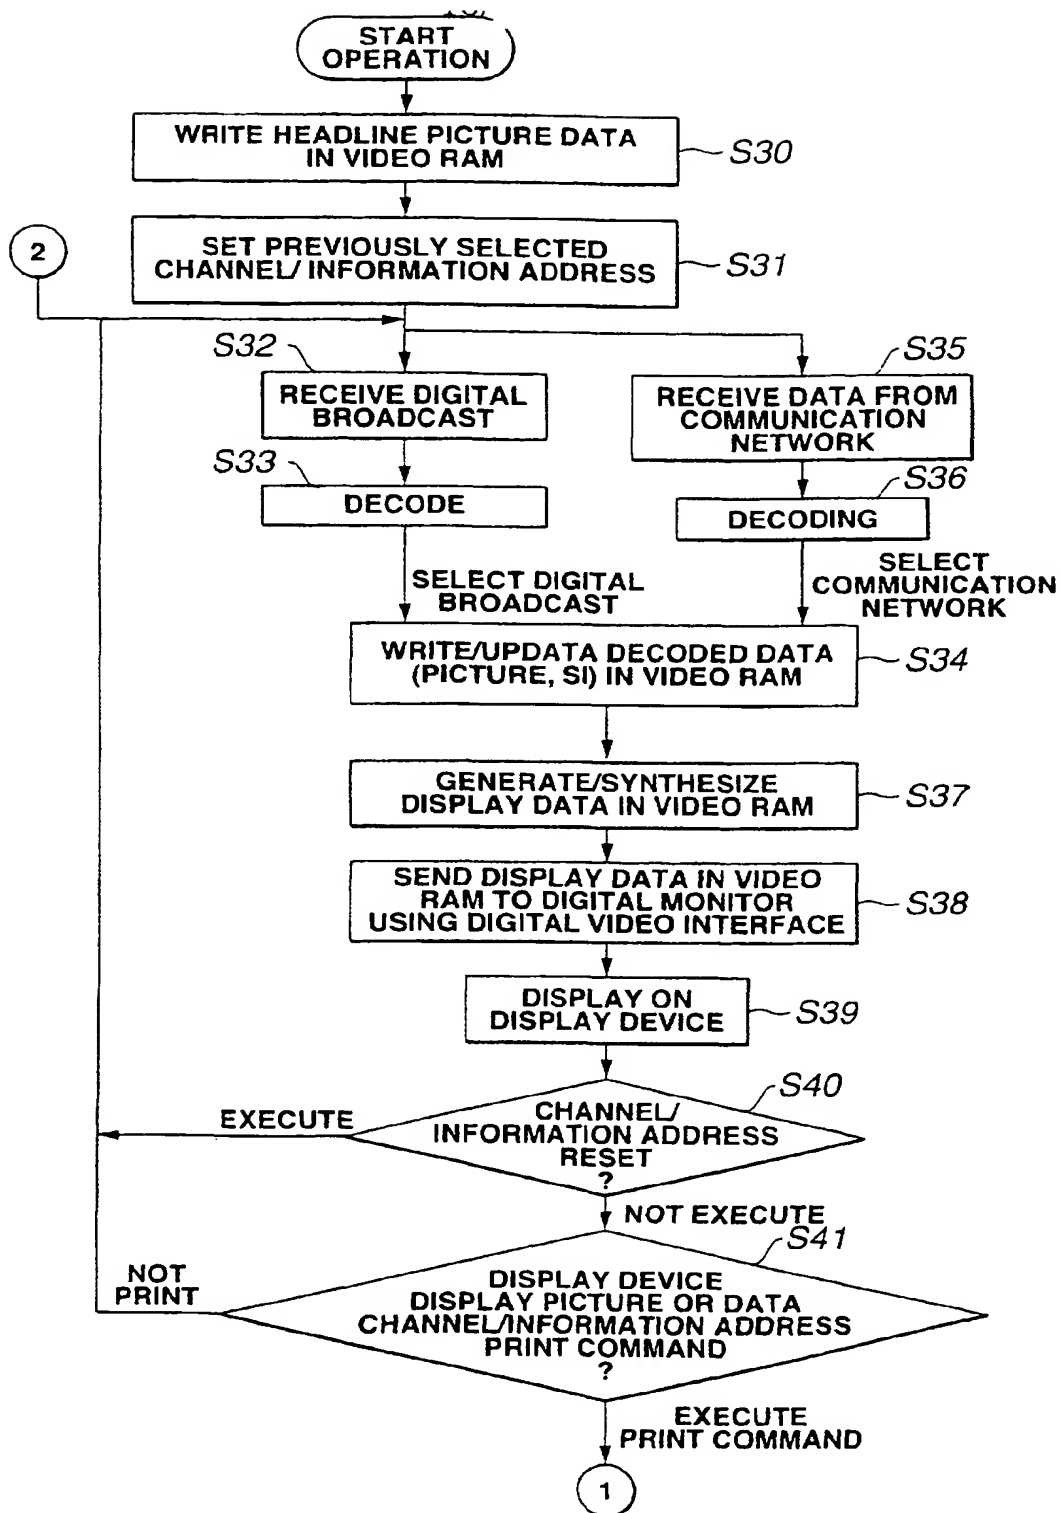 START
OPERATION
WRITE HEADLINE PICTURE DATA
IN VIDEO RAM
S30
2
SET PREVIOUSLY SELECTED
CHANNEL/ INFORMATION ADDRESS
S31
S32
RECEIVE DIGITAL
BROADCAST
S35
RECEIVE DATA FROM
COMMUNICATION
NETWORK
S33
DECODE
S36
DECODING
SELECT DIGITAL
BROADCAST
SELECT
COMMUNICATION
NETWORK
WRITE/UPDATA DECODED DATA
(PICTURE, SI) IN VIDEO RAM
S34
GENERATE/SYNTHESIZE
DISPLAY DATA IN VIDEO RAM
S37
SEND DISPLAY DATA IN VIDEO
RAM TO DIGITAL MONITOR
USING DIGITAL VIDEO INTERFACE
S38
DISPLAY ON
DISPLAY DEVICE
S39
S40
EXECUTE
CHANNEL/
INFORMATION ADDRESS
RESET
?
NOT EXECUTE
S41
NOT
PRINT
DISPLAY DEVICE
DISPLAY PICTURE OR DATA
CHANNEL/INFORMATION ADDRESS
PRINT COMMAND
?
EXECUTE
PRINT COMMAND
1